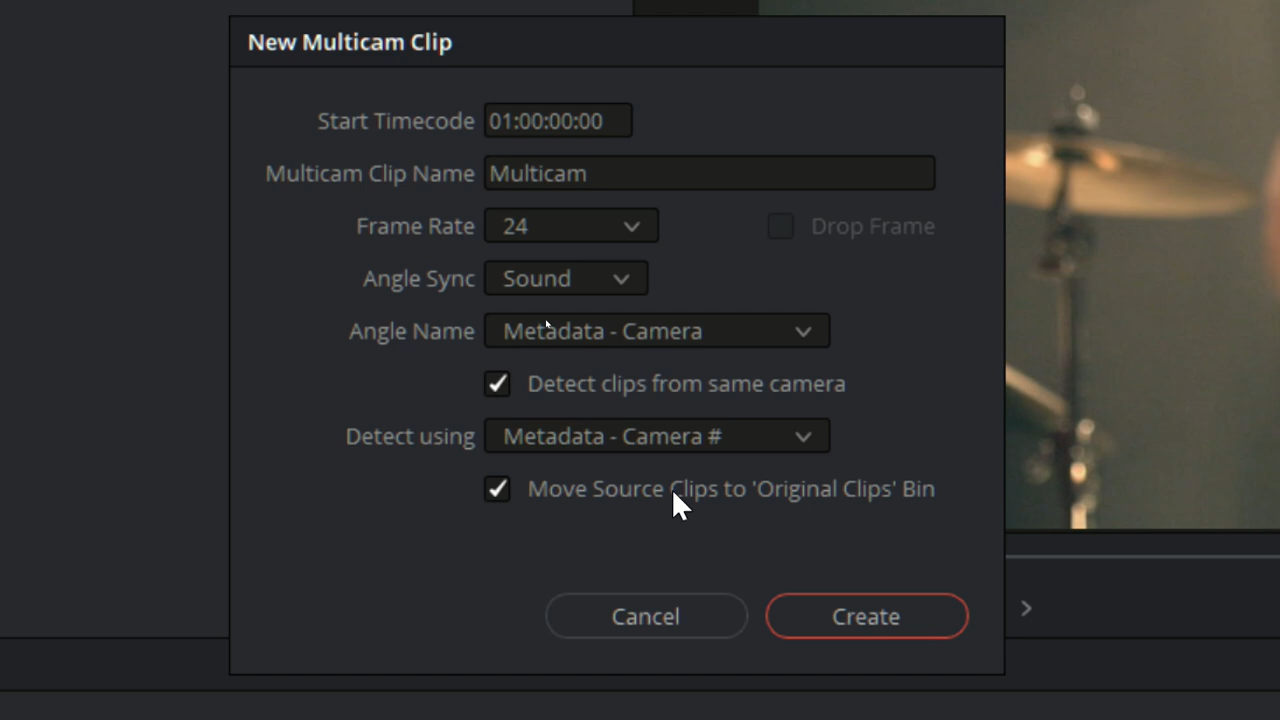 New Multicam Clip
Start Timecode 01:00:00:00
Multicam Clip Name Multicam
Frame Rate 24 Drop Frame
Angle Sync Sound
Angle Name Metadata - Camera
Detect clips from same camera
Detect using Metadata - Camera #
Move Source Clips to 'Original Clips' Bin
Cancel Create